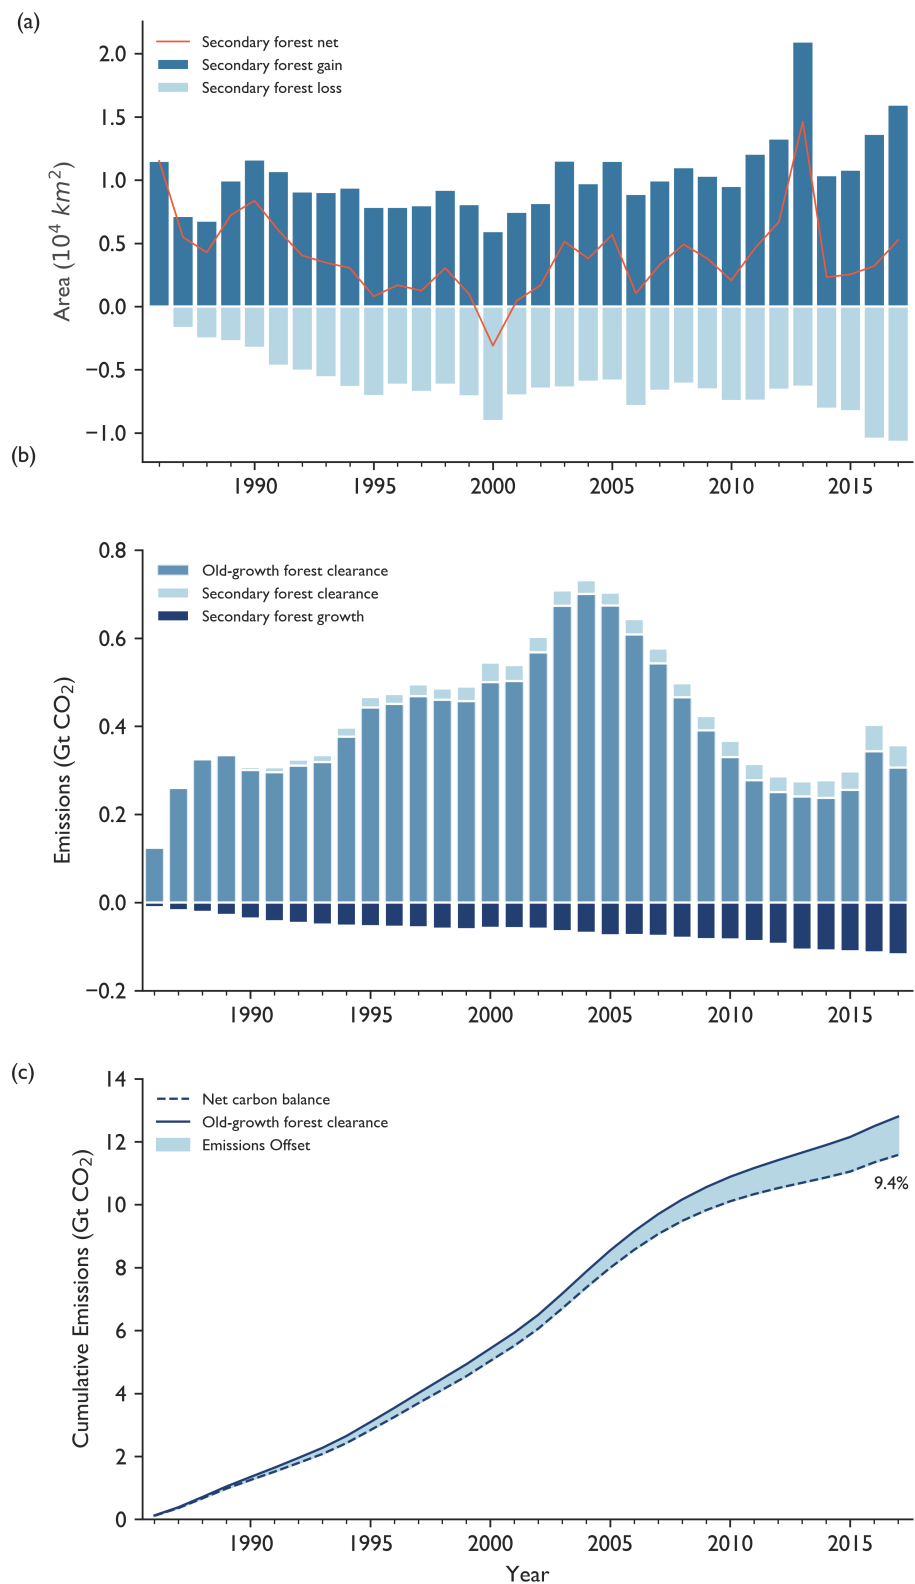 (a)
Secondary forest net
Secondary forest gain
Secondary forest loss
2.0
1.5
1.0
0.5
0.0
−0.5
−1.0
Area (10⁴ km²)
1990 1995 2000 2005 2010 2015
(b)
Old-growth forest clearance
Secondary forest clearance
Secondary forest growth
0.8
0.6
0.4
0.2
0.0
−0.2
Emissions (Gt CO₂)
1990 1995 2000 2005 2010 2015
(c)
Net carbon balance
Old-growth forest clearance
Emissions Offset
14
12
10
8
6
4
2
0
Cumulative Emissions (Gt CO₂)
9.4%
1990 1995 2000 2005 2010 2015
Year